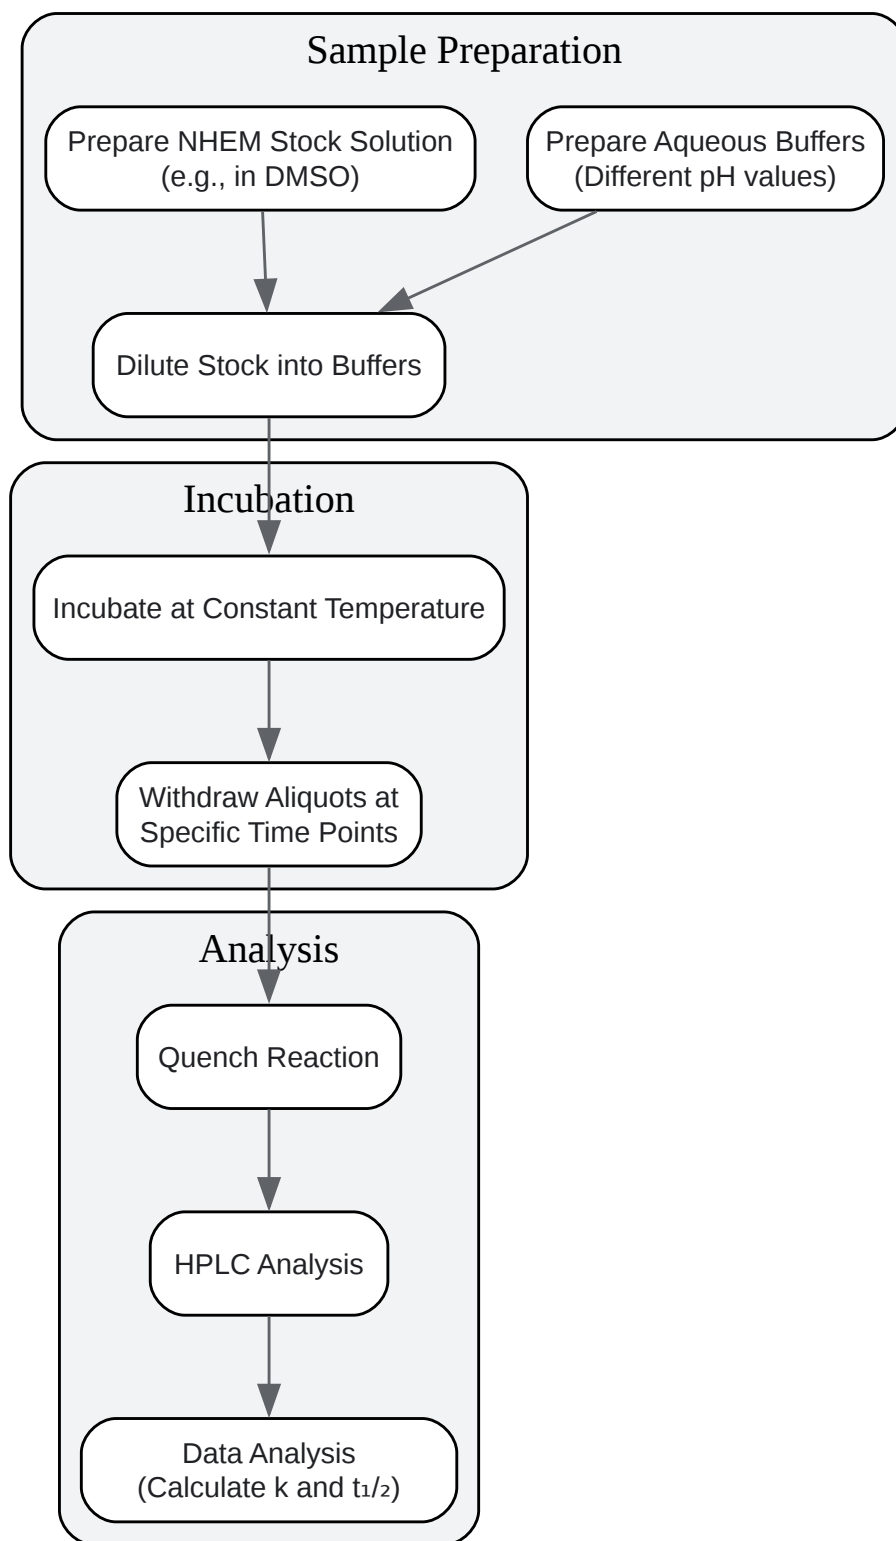 Sample Preparation
Prepare NHEM Stock Solution
(e.g., in DMSO)
Prepare Aqueous Buffers
(Different pH values)
Dilute Stock into Buffers
Incubation
Incubate at Constant Temperature
Withdraw Aliquots at
Specific Time Points
Analysis
Quench Reaction
HPLC Analysis
Data Analysis
(Calculate k and t₁/₂)